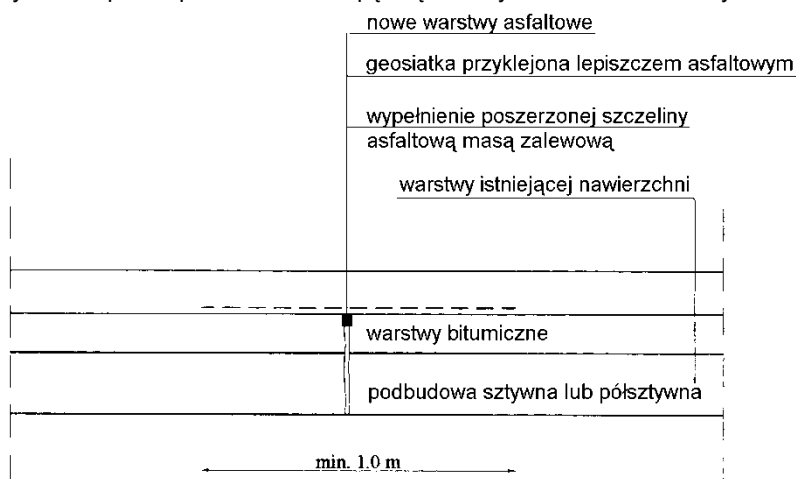 nowe warstwy asfaltowe
geosiatka przyklejona lepiszczem asfaltowym
wypełnienie poszerzonej szczeliny
asfaltową masą zalewową
warstwy istniejącej nawierzchni
warstwy bitumiczne
podbudowa sztywna lub półsztywna
min. 1.0 m